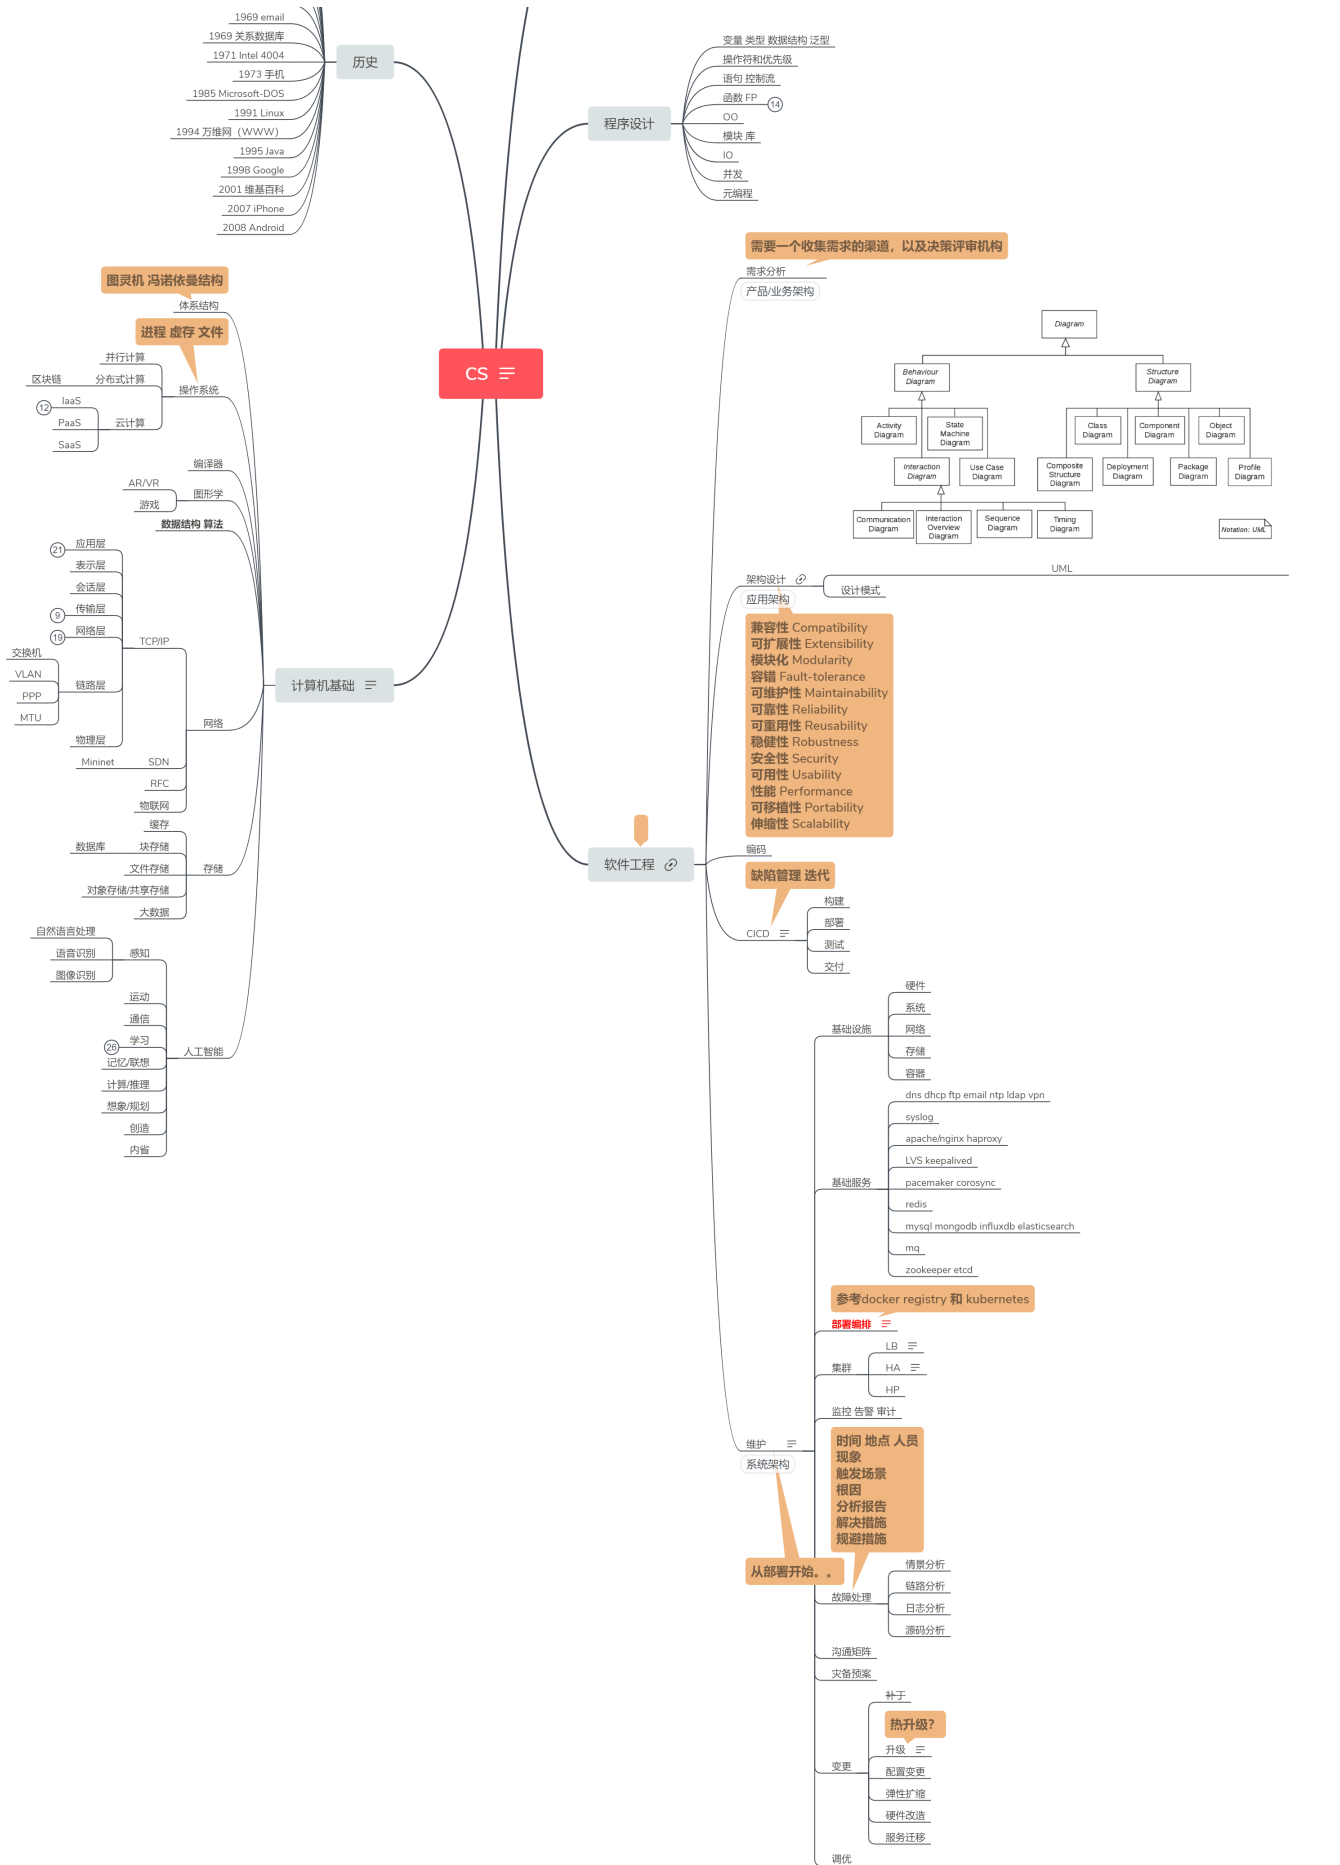 1969 email
1969 关系数据库
1971 Intel 4004
1973 手机
1985 Microsoft-DOS
1991 Linux
1994 万维网（WWW）
1995 Java
1998 Google
2001 维基百科
2007 iPhone
2008 Android
历史
变量 类型 数据结构 泛型
操作符和优先级
语句 控制流
函数 FP
14
OO
模块 库
IO
并发
元编程
程序设计
CS
图灵机 冯诺依曼结构
体系结构
进程 虚存 文件
并行计算
区块链
分布式计算
操作系统
12
IaaS
PaaS
SaaS
云计算
编译器
AR/VR
游戏
图形学
数据结构 算法
21
应用层
表示层
会话层
9
传输层
19
网络层
TCP/IP
交换机
VLAN
PPP
MTU
链路层
物理层
网络
Mininet
SDN
RFC
物联网
计算机基础
缓存
数据库
块存储
文件存储
存储
对象存储/共享存储
大数据
自然语言处理
语音识别
图像识别
感知
运动
通信
26
学习
人工智能
记忆/联想
计算/推理
想象/规划
创造
内省
需要一个收集需求的渠道，以及决策评审机构
需求分析
产品/业务架构
Diagram
Behaviour
Diagram
Structure
Diagram
Activity
Diagram
State
Machine
Diagram
Class
Diagram
Component
Diagram
Object
Diagram
Interaction
Diagram
Use Case
Diagram
Composite
Structure
Diagram
Deployment
Diagram
Package
Diagram
Profile
Diagram
Communication
Diagram
Interaction
Overview
Diagram
Sequence
Diagram
Timing
Diagram
Notation: UML
UML
架构设计
设计模式
应用架构
兼容性 Compatibility
可扩展性 Extensibility
模块化 Modularity
容错 Fault-tolerance
可维护性 Maintainability
可靠性 Reliability
可重用性 Reusability
稳健性 Robustness
安全性 Security
可用性 Usability
性能 Performance
可移植性 Portability
伸缩性 Scalability
软件工程
编码
缺陷管理 迭代
CICD
构建
部署
测试
交付
基础设施
硬件
系统
网络
存储
容器
基础服务
dns dhcp ftp email ntp ldap vpn
syslog
apache/nginx haproxy
LVS keepalived
pacemaker corosync
redis
mysql mongodb influxdb elasticsearch
mq
zookeeper etcd
参考docker registry 和 kubernetes
部署编排
集群
LB
HA
HP
监控 告警 审计
维护
系统架构
从部署开始。。
时间 地点 人员
现象
触发场景
根因
分析报告
解决措施
规避措施
故障处理
情景分析
链路分析
日志分析
源码分析
沟通矩阵
灾备预案
变更
补丁
热升级？
升级
配置变更
弹性扩缩
硬件改造
服务迁移
调优